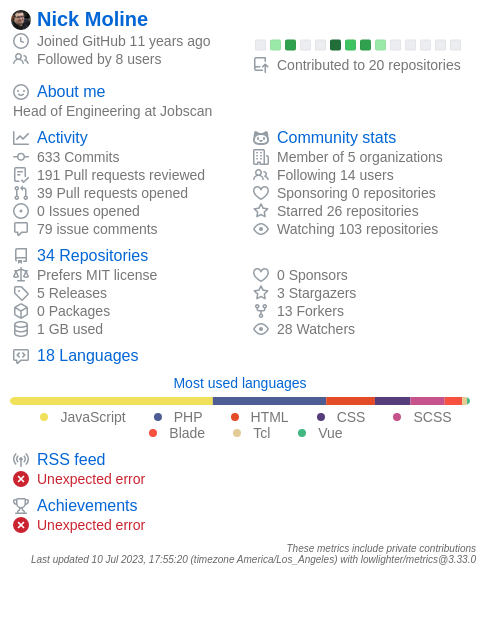 Nick Moline
Joined GitHub 11 years ago
Followed by 8 users
Contributed to 20 repositories
About me
Head of Engineering at Jobscan
Activity
633 Commits
191 Pull requests reviewed
39 Pull requests opened
0 Issues opened
79 issue comments
Community stats
Member of 5 organizations
Following 14 users
Sponsoring 0 repositories
Starred 26 repositories
Watching 103 repositories
34 Repositories
Prefers MIT license
5 Releases
0 Packages
1 GB used
0 Sponsors
3 Stargazers
13 Forkers
28 Watchers
18 Languages
Most used languages
JavaScript PHP HTML CSS SCSS
Blade Tcl Vue
RSS feed
Unexpected error
Achievements
Unexpected error
These metrics include private contributions
Last updated 10 Jul 2023, 17:55:20 (timezone America/Los_Angeles) with lowlighter/metrics@3.33.0